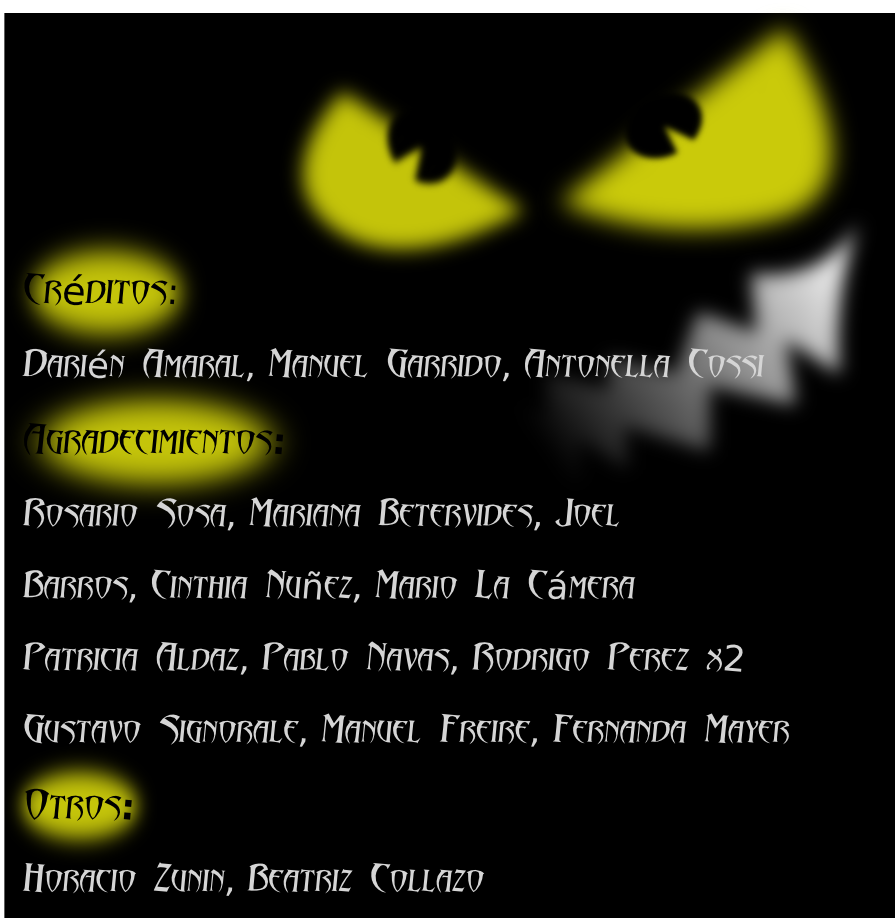 Créditos:
Darién Amaral, Manuel Garrido, Antonella Cossi
Agradecimientos:
Rosario Sosa, Mariana Betervides, Joel
Barros, Cinthia Nuñez, Mario La Cámera
Patricia Aldaz, Pablo Navas, Rodrigo Perez x2
Gustavo Signorale, Manuel Freire, Fernanda Mayer
Otros:
Horacio Zunin, Beatriz Collazo